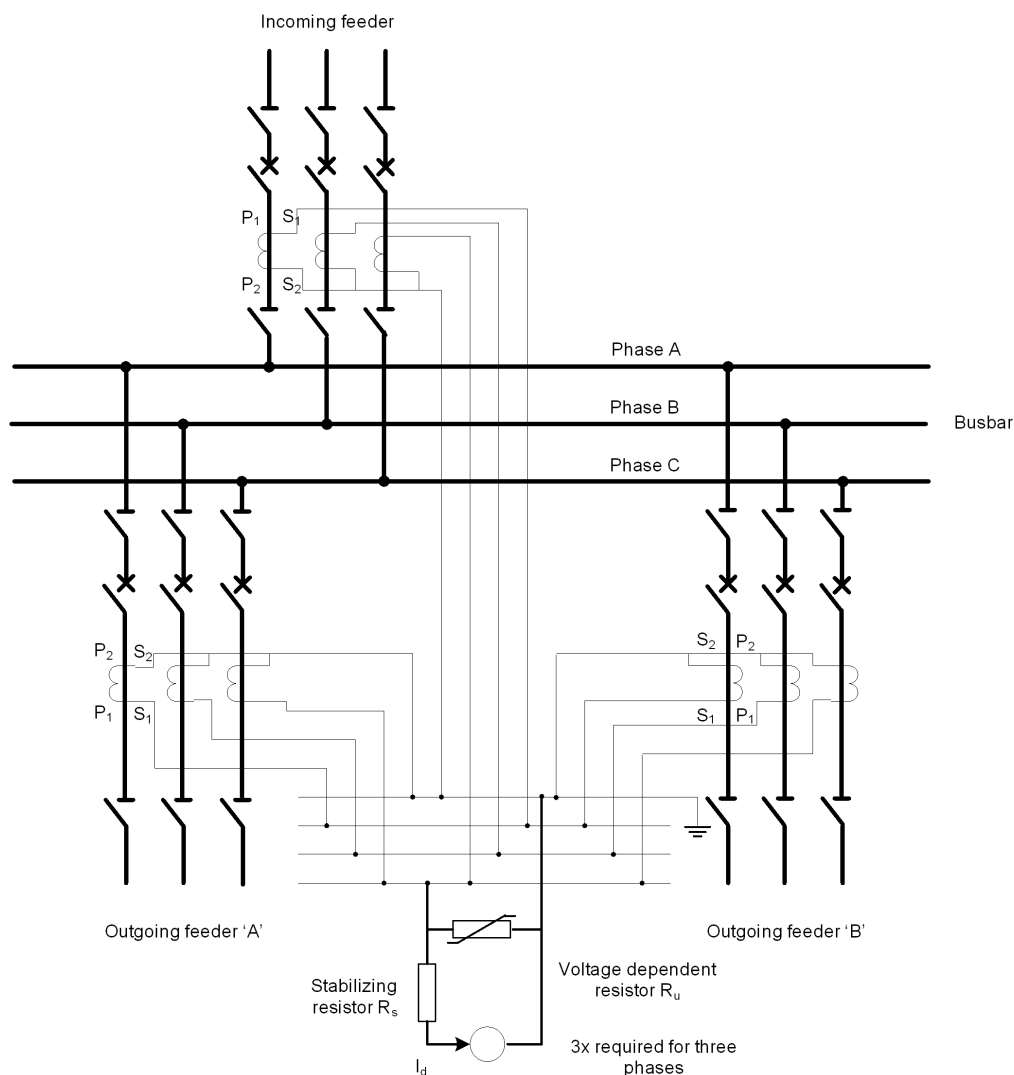 Incoming feeder
P1 S1
P2 S2
Phase A
Phase B
Busbar
Phase C
P2 S2
P1 S1
S2 P2
S1 P1
Outgoing feeder ‘A’
Outgoing feeder ‘B’
Stabilizing
resistor Rs
Voltage dependent
resistor Ru
Id
3x required for three
phases